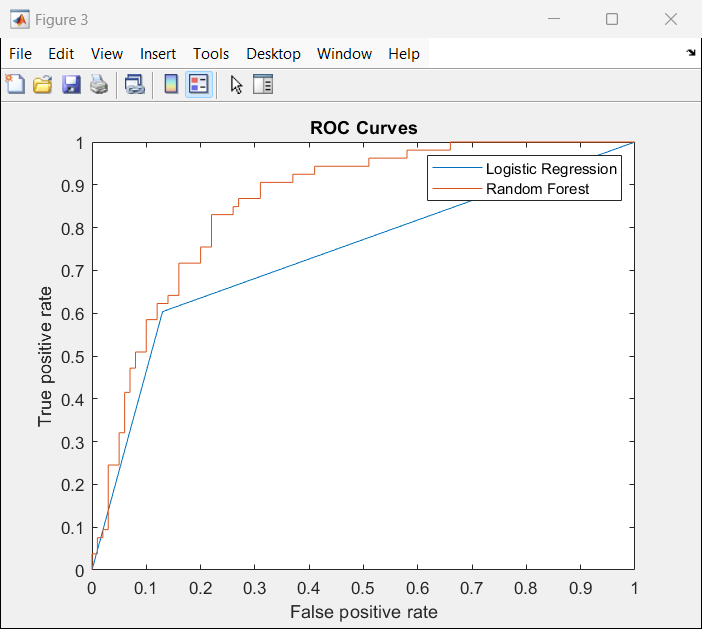 Figure 3
File Edit View Insert Tools Desktop Window Help
ROC Curves
1
0.9
0.8
0.7
0.6
0.5
0.4
0.3
0.2
0.1
0
True positive rate
Logistic Regression
Random Forest
0 0.1 0.2 0.3 0.4 0.5 0.6 0.7 0.8 0.9 1
False positive rate